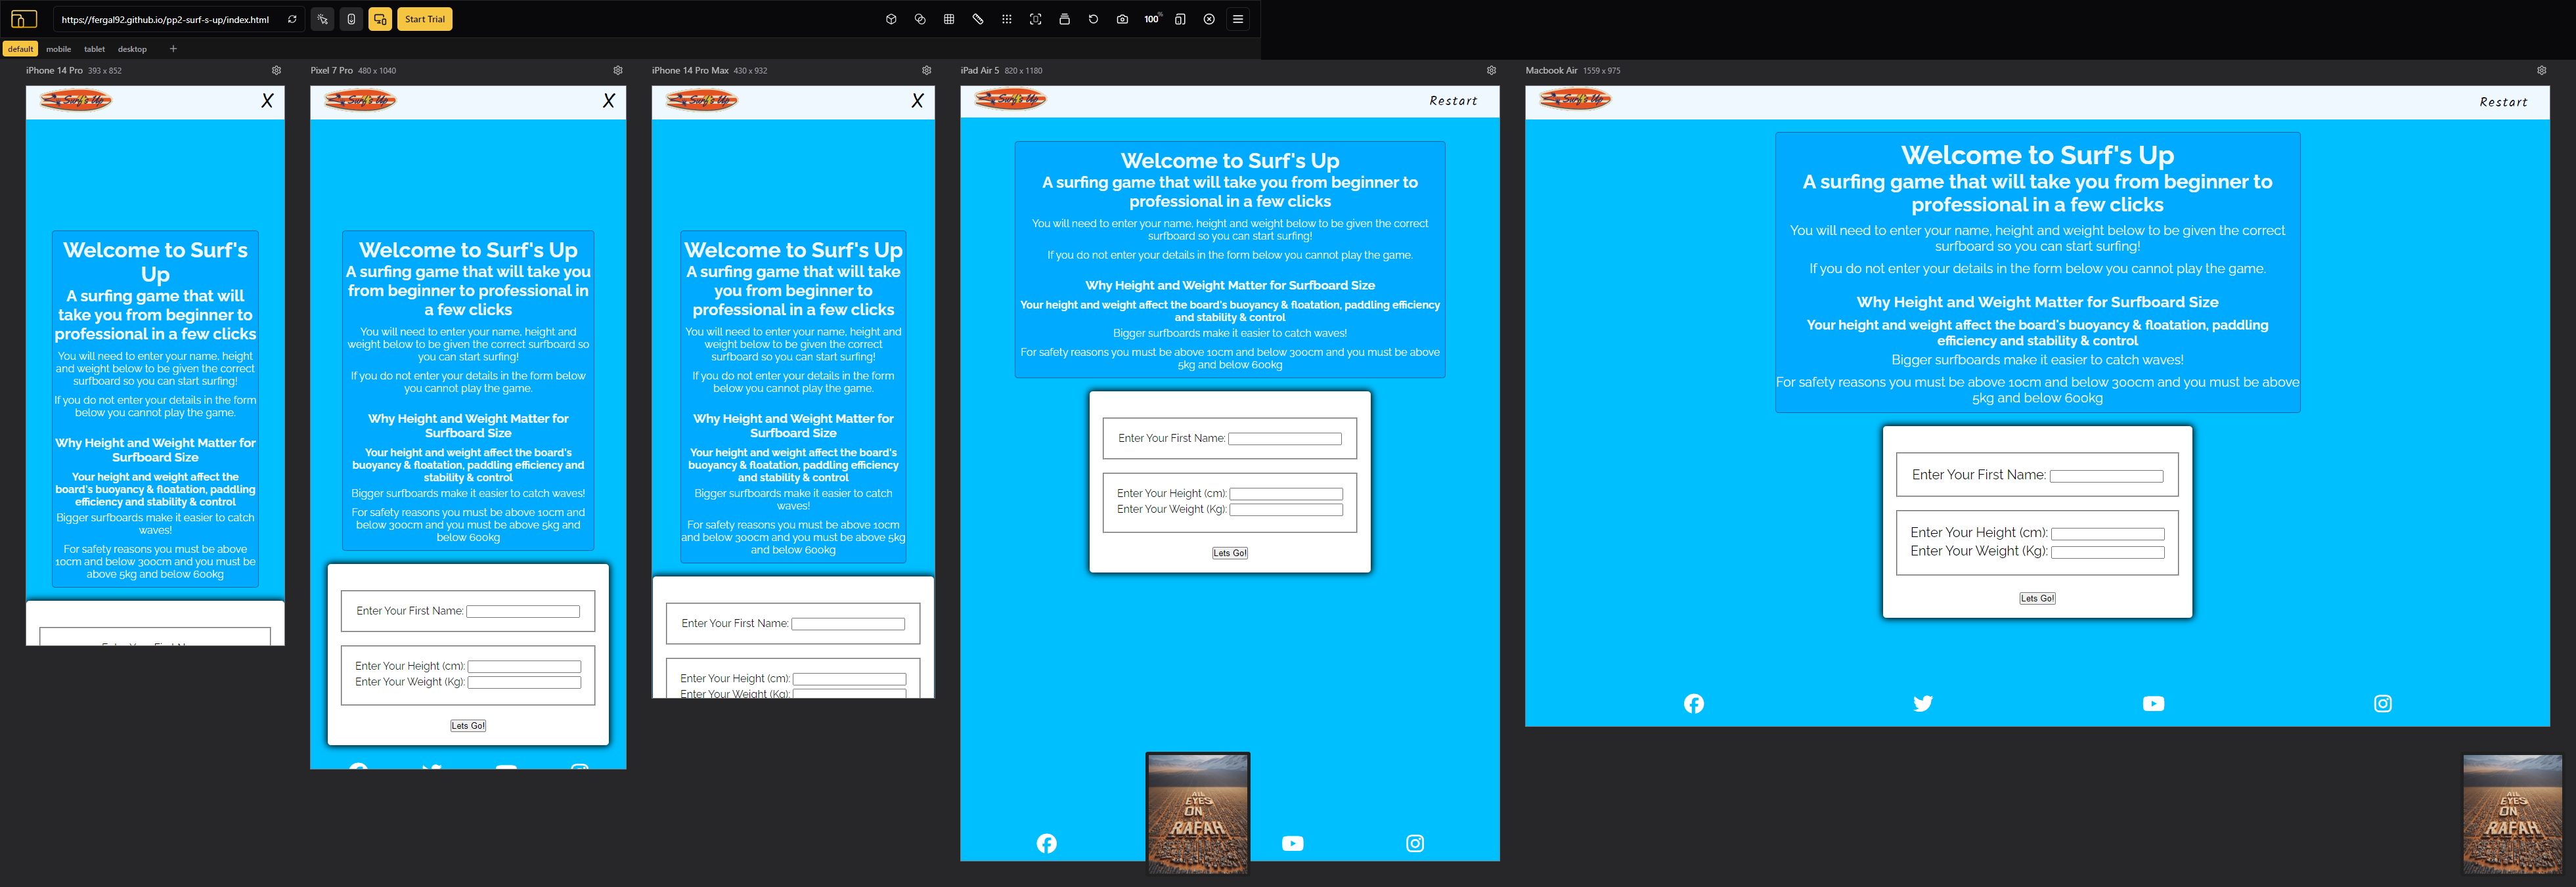 https://fergal92.github.io/pp2-surf-s-up/index.html
Start Trial
100%
default mobile tablet desktop +
iPhone 14 Pro 393 x 852
Surf's Up X
Welcome to Surf's
Up
A surfing game that will
take you from beginner to
professional in a few clicks
You will need to enter your name, height
and weight below to be given the correct
surfboard so you can start surfing!
If you do not enter your details in the form
below you cannot play the game.
Why Height and Weight Matter for
Surfboard Size
Your height and weight affect the
board's buoyancy & floatation, paddling
efficiency and stability & control
Bigger surfboards make it easier to catch
waves!
For safety reasons you must be above
10cm and below 300cm and you must be
above 5kg and below 600kg
Pixel 7 Pro 480 x 1040
Surf's Up X
Welcome to Surf's Up
A surfing game that will take you
from beginner to professional in
a few clicks
You will need to enter your name, height and
weight below to be given the correct surfboard so
you can start surfing!
If you do not enter your details in the form below
you cannot play the game.
Why Height and Weight Matter for
Surfboard Size
Your height and weight affect the board's
buoyancy & floatation, paddling efficiency and
stability & control
Bigger surfboards make it easier to catch waves!
For safety reasons you must be above 10cm and
below 300cm and you must be above 5kg and
below 600kg
Enter Your First Name:
Enter Your Height (cm):
Enter Your Weight (Kg):
Lets Go!
iPhone 14 Pro Max 430 x 932
Surf's Up X
Welcome to Surf's Up
A surfing game that will take
you from beginner to
professional in a few clicks
You will need to enter your name, height and
weight below to be given the correct
surfboard so you can start surfing!
If you do not enter your details in the form
below you cannot play the game.
Why Height and Weight Matter for
Surfboard Size
Your height and weight affect the board's
buoyancy & floatation, paddling efficiency
and stability & control
Bigger surfboards make it easier to catch
waves!
For safety reasons you must be above 10cm
and below 300cm and you must be above 5kg
and below 600kg
Enter Your First Name:
Enter Your Height (cm):
Enter Your Weight (Kg):
iPad Air 5 820 x 1180
Surf's Up Restart
Welcome to Surf's Up
A surfing game that will take you from beginner to
professional in a few clicks
You will need to enter your name, height and weight below to be given the correct
surfboard so you can start surfing!
If you do not enter your details in the form below you cannot play the game.
Why Height and Weight Matter for Surfboard Size
Your height and weight affect the board's buoyancy & floatation, paddling efficiency
and stability & control
Bigger surfboards make it easier to catch waves!
For safety reasons you must be above 10cm and below 300cm and you must be above
5kg and below 600kg
Enter Your First Name:
Enter Your Height (cm):
Enter Your Weight (Kg):
Lets Go!
ALL
EYES
ON
RAFAH
Macbook Air 1559 x 975
Surf's Up Restart
Welcome to Surf's Up
A surfing game that will take you from beginner to
professional in a few clicks
You will need to enter your name, height and weight below to be given the correct
surfboard so you can start surfing!
If you do not enter your details in the form below you cannot play the game.
Why Height and Weight Matter for Surfboard Size
Your height and weight affect the board's buoyancy & floatation, paddling
efficiency and stability & control
Bigger surfboards make it easier to catch waves!
For safety reasons you must be above 10cm and below 300cm and you must be above
5kg and below 600kg
Enter Your First Name:
Enter Your Height (cm):
Enter Your Weight (Kg):
Lets Go!
ALL
EYES
ON
RAFAH